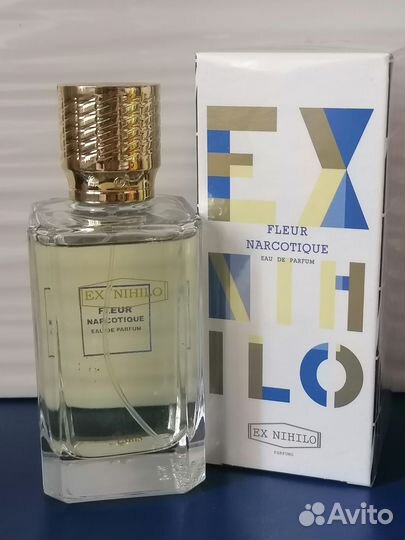 EX NIHILO
FLEUR
NARCOTIQUE
EAU DE PARFUM
EX
FLEUR
NARCOTIQUE
EAU DE PARFUM
NIH
ILO
EX NIHILO
PARFUMS
Avito